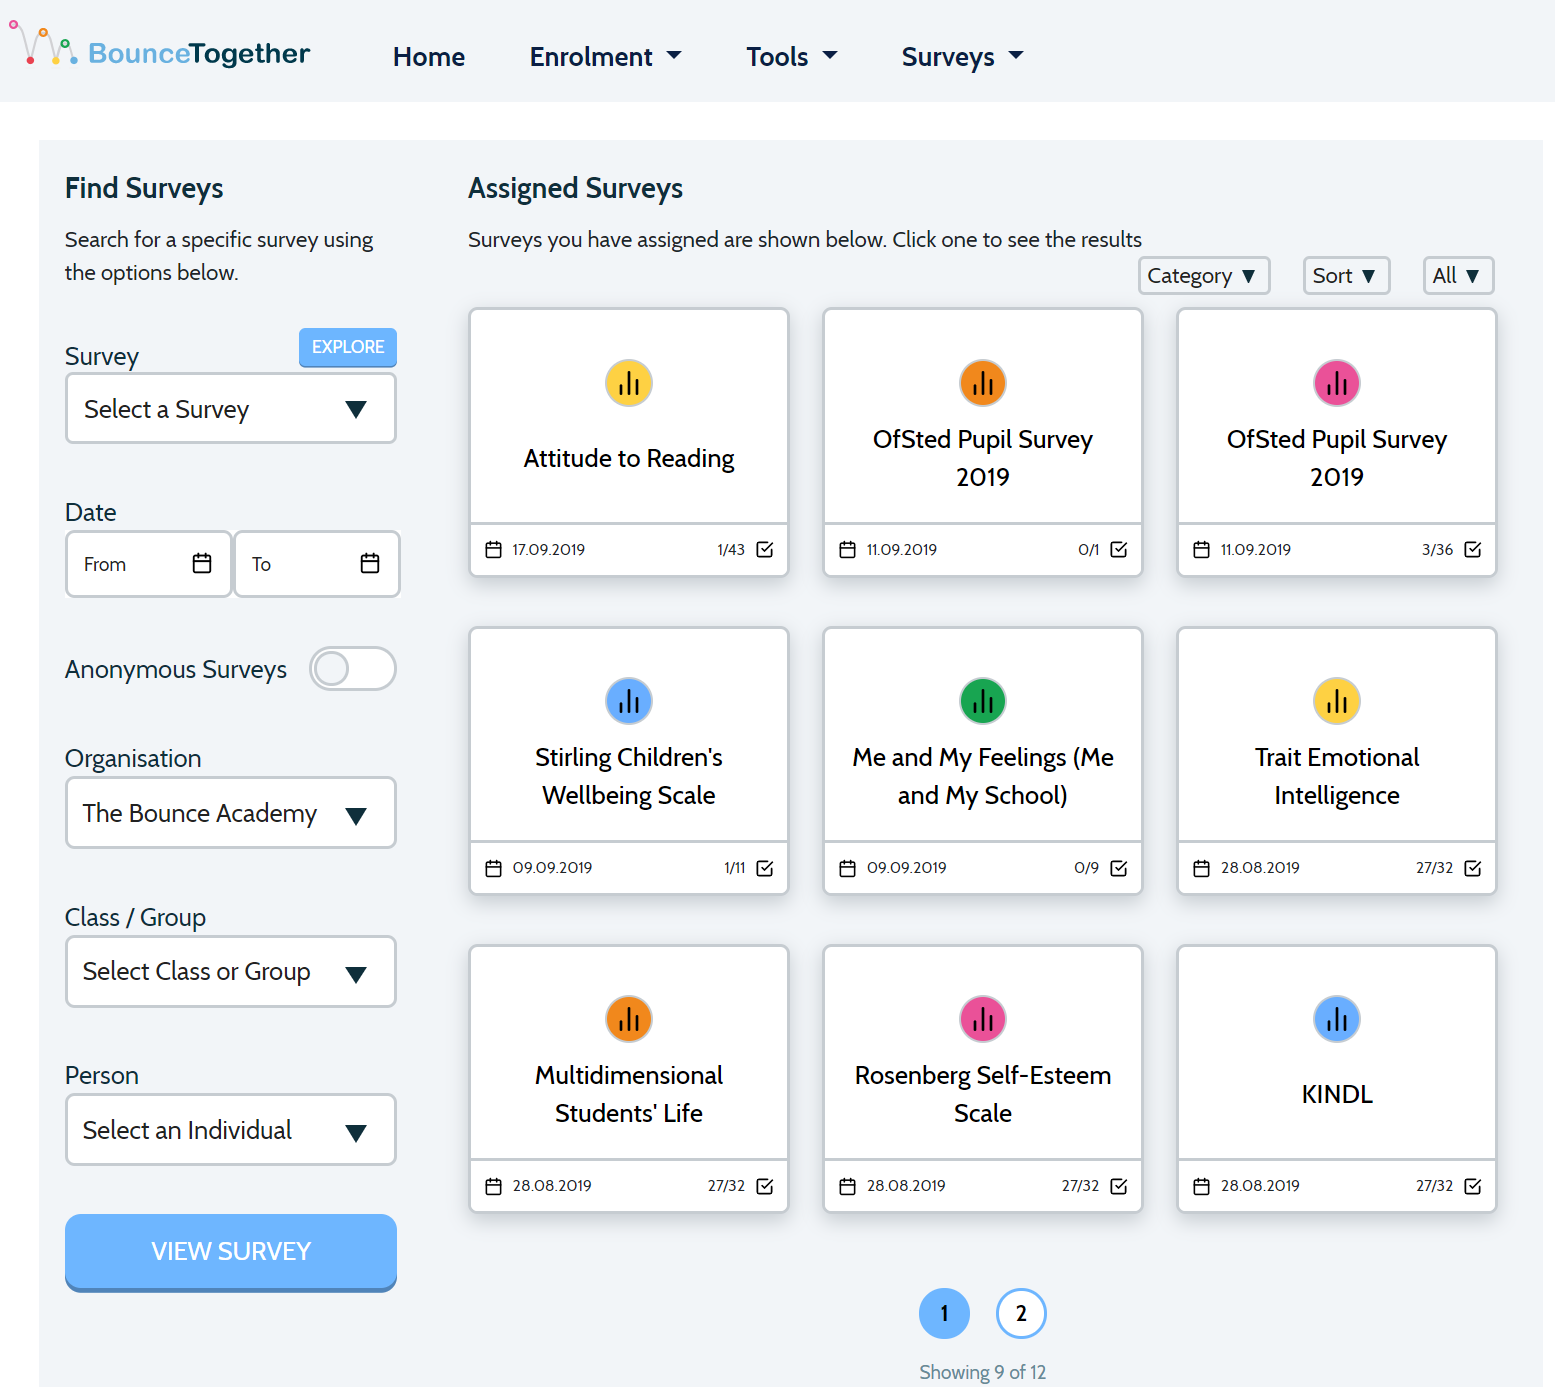 BounceTogether
Home
Enrolment
Tools
Surveys
Find Surveys
Search for a specific survey using
the options below.
Survey
EXPLORE
Select a Survey
Date
From
To
Anonymous Surveys
Organisation
The Bounce Academy
Class / Group
Select Class or Group
Person
Select an Individual
VIEW SURVEY
Assigned Surveys
Surveys you have assigned are shown below. Click one to see the results
Category
Sort
All
Attitude to Reading
17.09.2019
1/43
OfSted Pupil Survey
2019
11.09.2019
0/1
OfSted Pupil Survey
2019
11.09.2019
3/36
Stirling Children's
Wellbeing Scale
09.09.2019
1/11
Me and My Feelings (Me
and My School)
09.09.2019
0/9
Trait Emotional
Intelligence
28.08.2019
27/32
Multidimensional
Students' Life
28.08.2019
27/32
Rosenberg Self-Esteem
Scale
28.08.2019
27/32
KINDL
28.08.2019
27/32
1
2
Showing 9 of 12